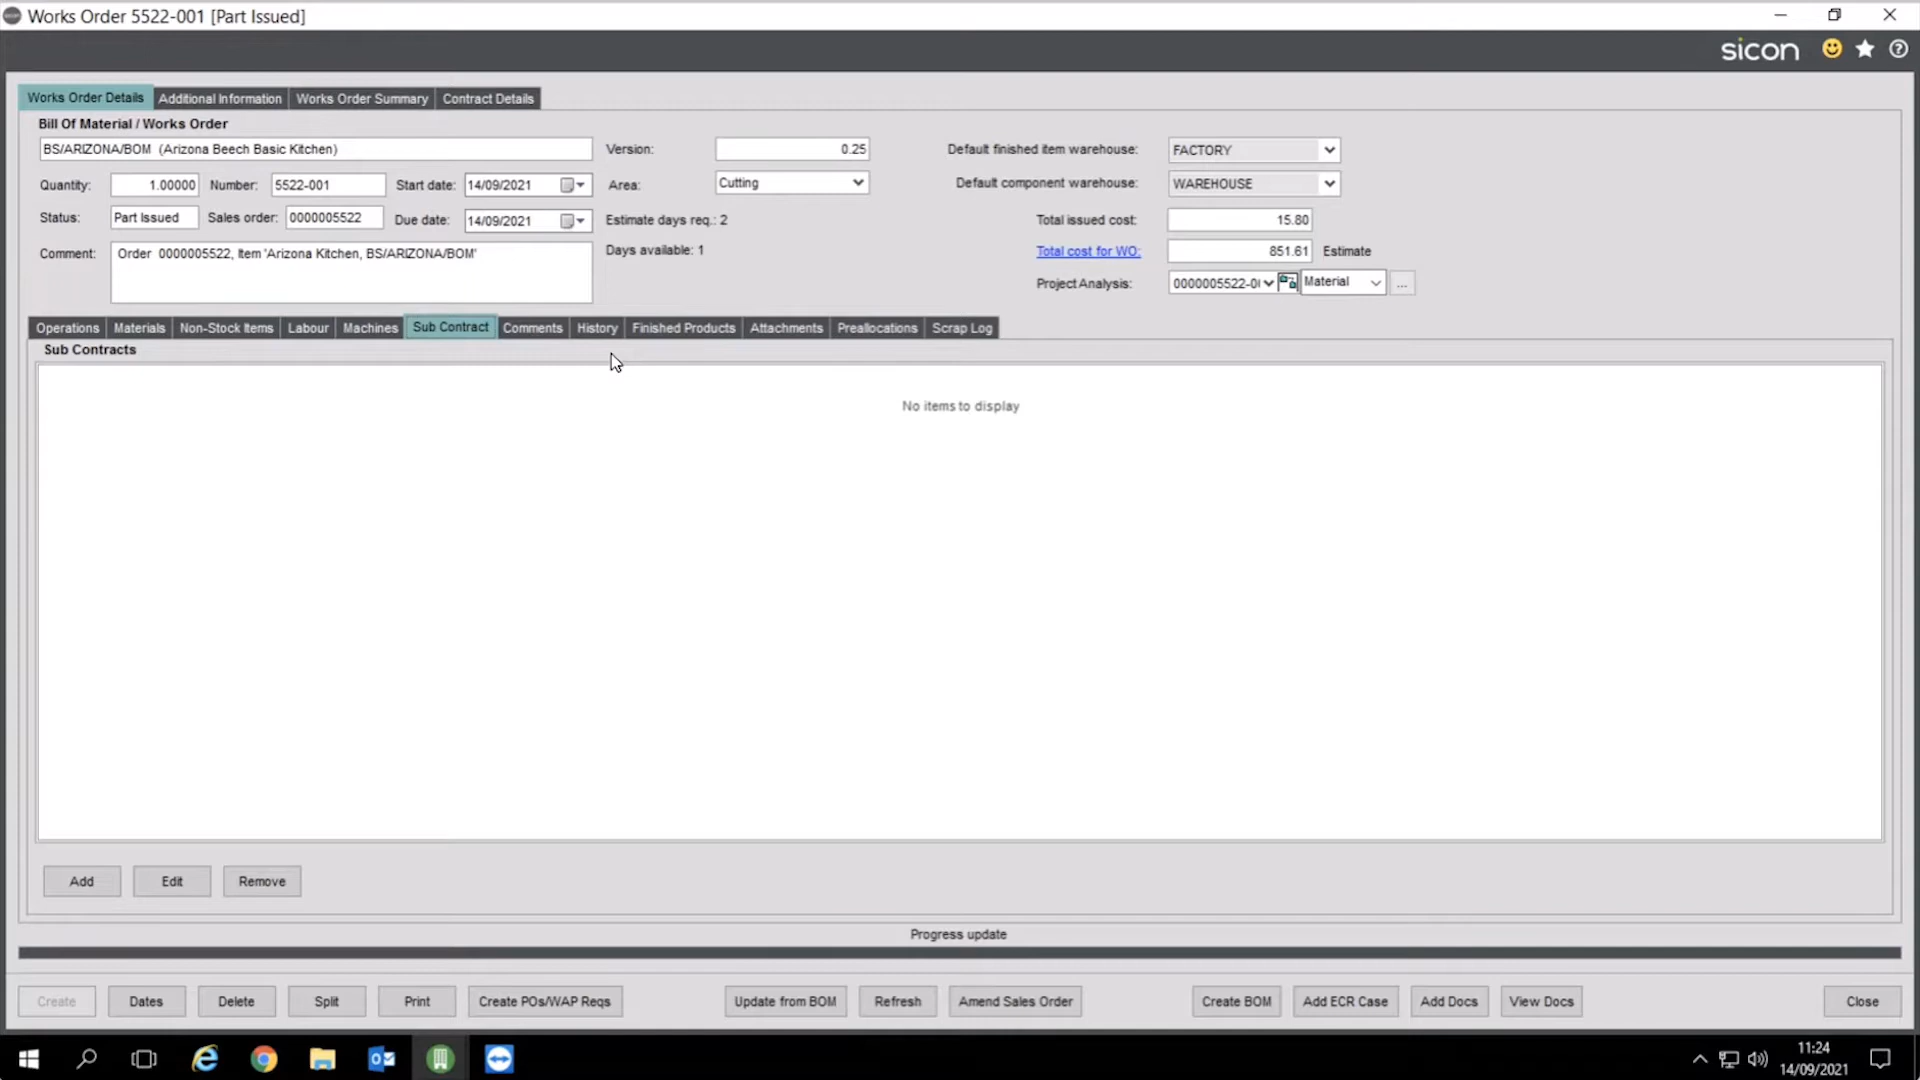 Works Order 5522-001 [Part Issued]
sicon
Works Order Details Additional Information Works Order Summary Contract Details
Bill Of Material / Works Order
BS/ARIZONA/BOM (Arizona Beech Basic Kitchen) Version: 0.25 Default finished item warehouse: FACTORY
Quantity: 1.00000 Number: 5522-001 Start date: 14/09/2021 Area: Cutting Default component warehouse: WAREHOUSE
Status: Part Issued Sales order: 0000005522 Due date: 14/09/2021 Estimate days req.: 2 Total issued cost: 15.80
Comment: Order 0000005522, Item 'Arizona Kitchen, BS/ARIZONA/BOM' Days available: 1 Total cost for WO: 851.61 Estimate
Project Analysis: 0000005522-0 Material ...
Operations Materials Non-Stock Items Labour Machines Sub Contract Comments History Finished Products Attachments Preallocations Scrap Log
Sub Contracts
No items to display
Add Edit Remove
Progress update
Create Dates Delete Split Print Create POs/WAP Reqs Update from BOM Refresh Amend Sales Order Create BOM Add ECR Case Add Docs View Docs Close
11:24
14/09/2021